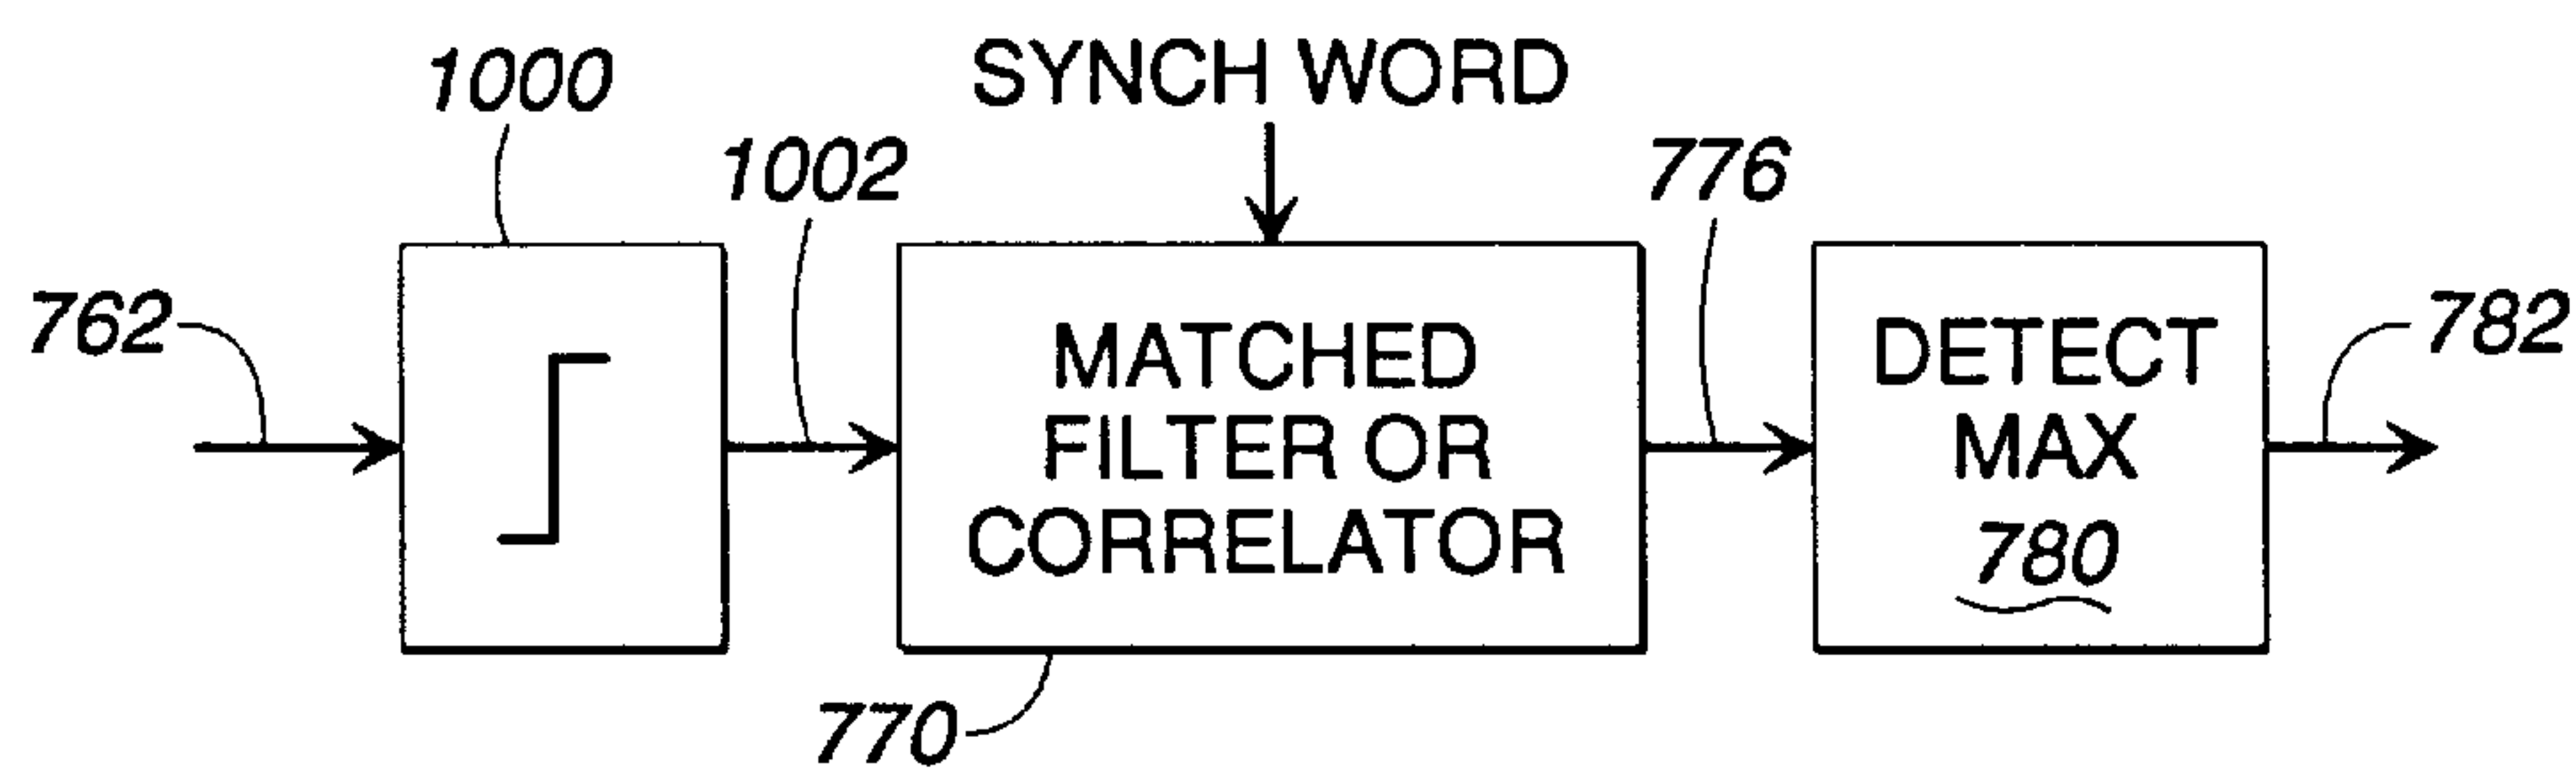 1000
SYNCH WORD
1002
776
762
782
MATCHED
FILTER OR
CORRELATOR
DETECT
MAX
780
770